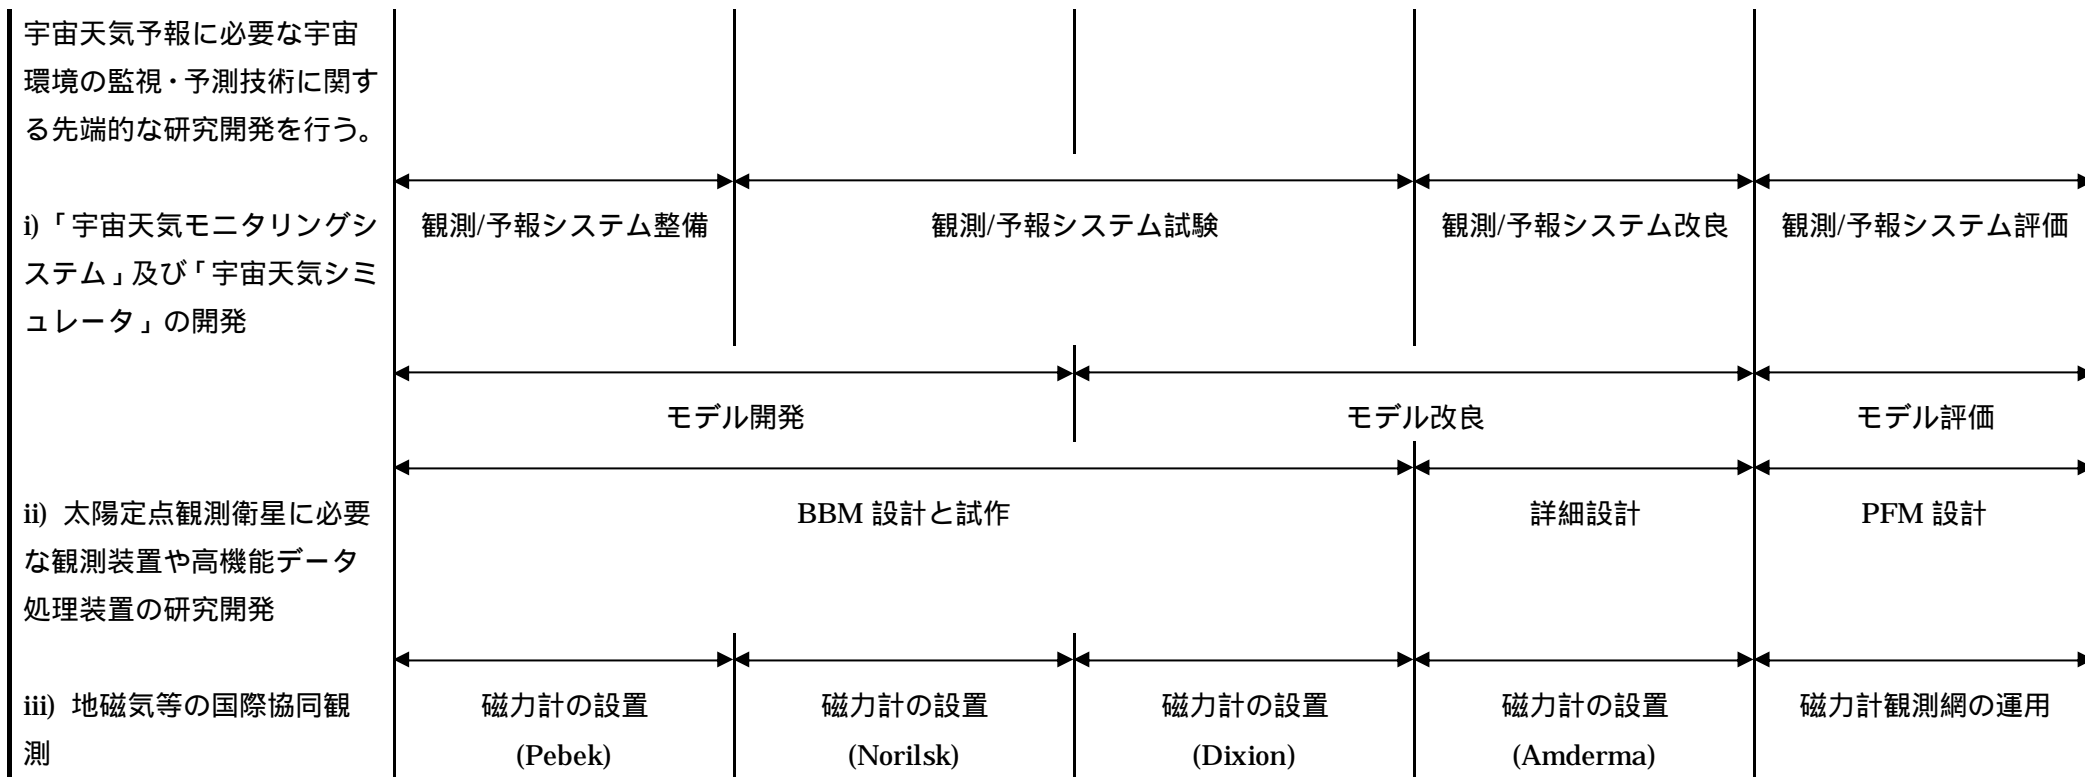 宇宙天気予報に必要な宇宙
環境の監視・予測技術に関す
る先端的な研究開発を行う。
i)「宇宙天気モニタリングシ
ステム」及び「宇宙天気シミ
ュレータ」の開発
観測/予報システム整備
観測/予報システム試験
観測/予報システム改良
観測/予報システム評価
モデル開発
モデル改良
モデル評価
ii) 太陽定点観測衛星に必要
な観測装置や高機能データ
処理装置の研究開発
BBM 設計と試作
詳細設計
PFM 設計
iii) 地磁気等の国際協同観
測
磁力計の設置
(Pebek)
磁力計の設置
(Norilsk)
磁力計の設置
(Dixion)
磁力計の設置
(Amderma)
磁力計観測網の運用